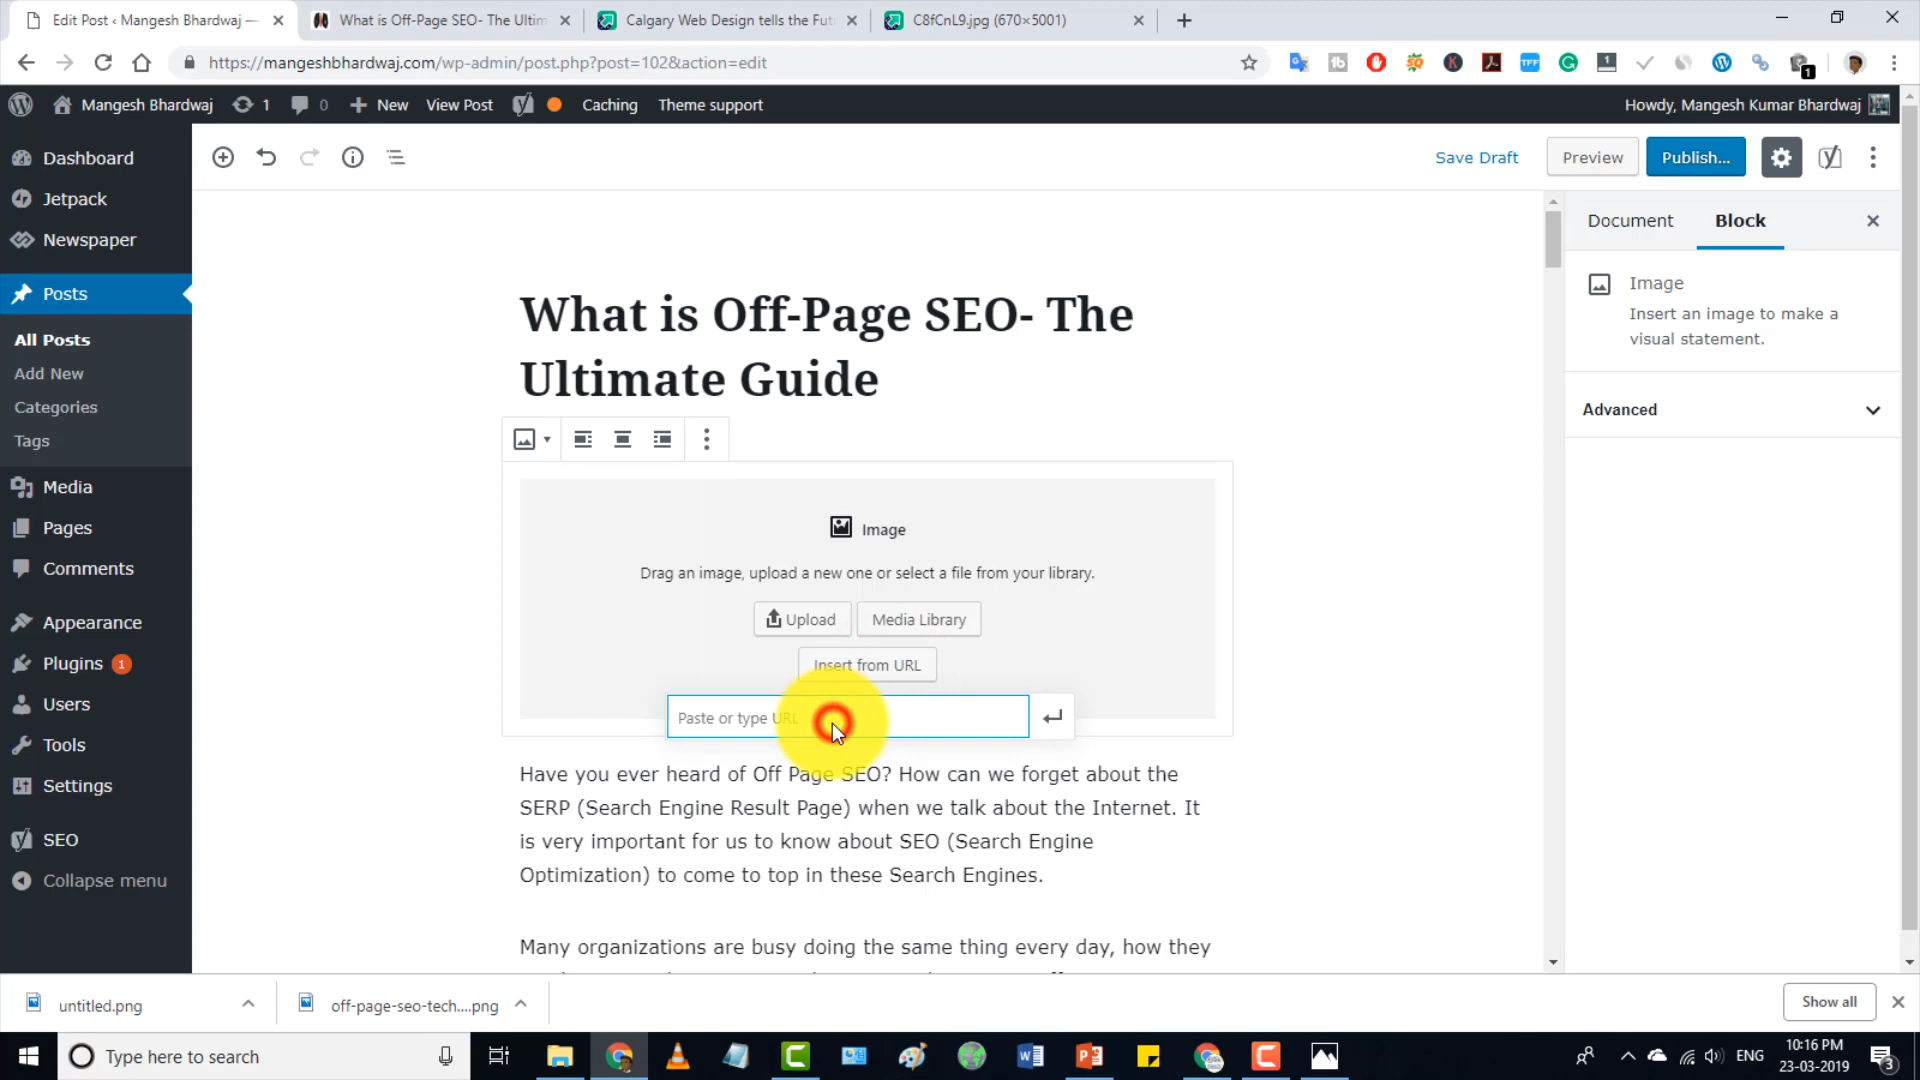 Edit Post ‹ Mangesh Bhardwaj —
What is Off-Page SEO- The Ultim
Calgary Web Design tells the Fut
C8fCnL9.jpg (670×5001)
https://mangeshbhardwaj.com/wp-admin/post.php?post=102&action=edit
Mangesh Bhardwaj
1
0
New
View Post
Caching
Theme support
Howdy, Mangesh Kumar Bhardwaj
Dashboard
Jetpack
Newspaper
Posts
All Posts
Add New
Categories
Tags
Media
Pages
Comments
Appearance
Plugins 1
Users
Tools
Settings
SEO
Collapse menu
Save Draft
Preview
Publish...
Document
Block
Image
Insert an image to make a
visual statement.
Advanced
What is Off-Page SEO- The
Ultimate Guide
Image
Drag an image, upload a new one or select a file from your library.
Upload
Media Library
Insert from URL
Paste or type URL
Have you ever heard of Off Page SEO? How can we forget about the
SERP (Search Engine Result Page) when we talk about the Internet. It
is very important for us to know about SEO (Search Engine
Optimization) to come to top in these Search Engines.
Many organizations are busy doing the same thing every day, how they
untitled.png
off-page-seo-tech....png
Show all
Type here to search
ENG
10:16 PM
23-03-2019
3